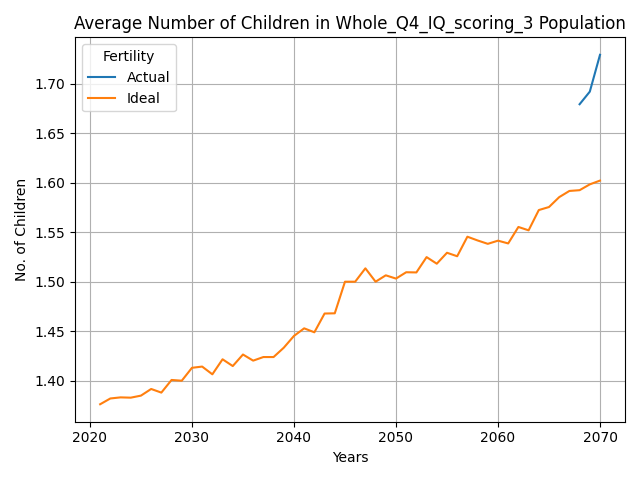 Average Number of Children in Whole_Q4_IQ_scoring_3 Population
Fertility
Actual
Ideal
No. of Children
1.70
1.65
1.60
1.55
1.50
1.45
1.40
2020
2030
2040
2050
2060
2070
Years